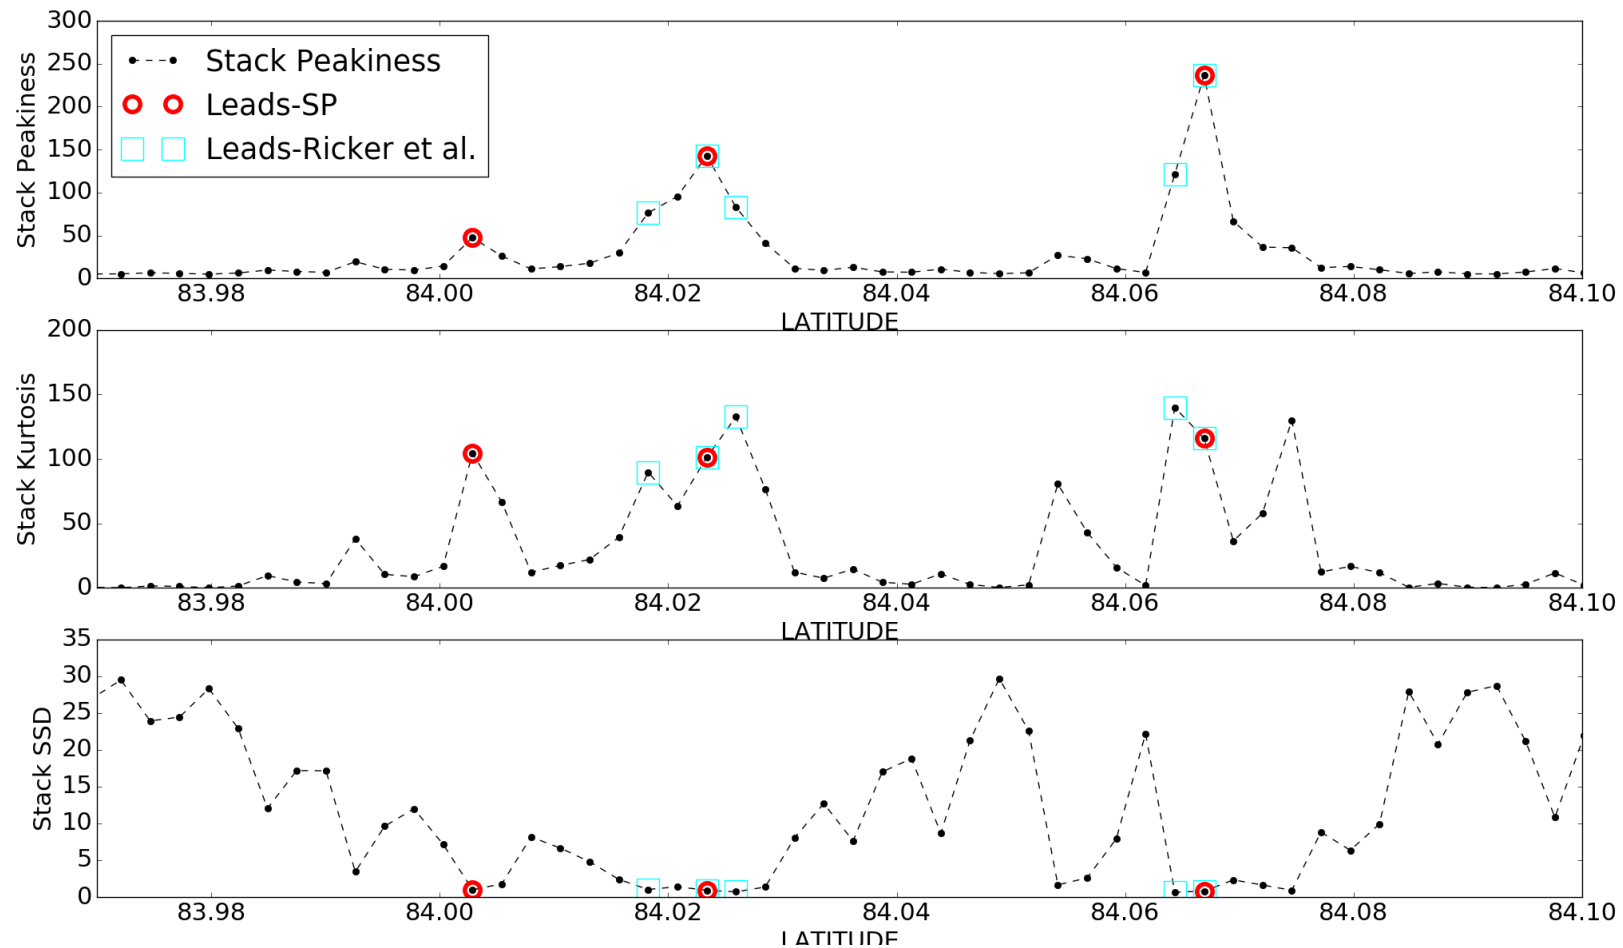 300
250
200
150
100
50
0
Stack Peakiness
Stack Peakiness
Leads-SP
Leads-Ricker et al.
83.98 84.00 84.02 84.04 84.06 84.08 84.10
LATITUDE
200
150
100
50
0
Stack Kurtosis
83.98 84.00 84.02 84.04 84.06 84.08 84.10
LATITUDE
35
30
25
20
15
10
5
0
Stack SSD
83.98 84.00 84.02 84.04 84.06 84.08 84.10
LATITUDE